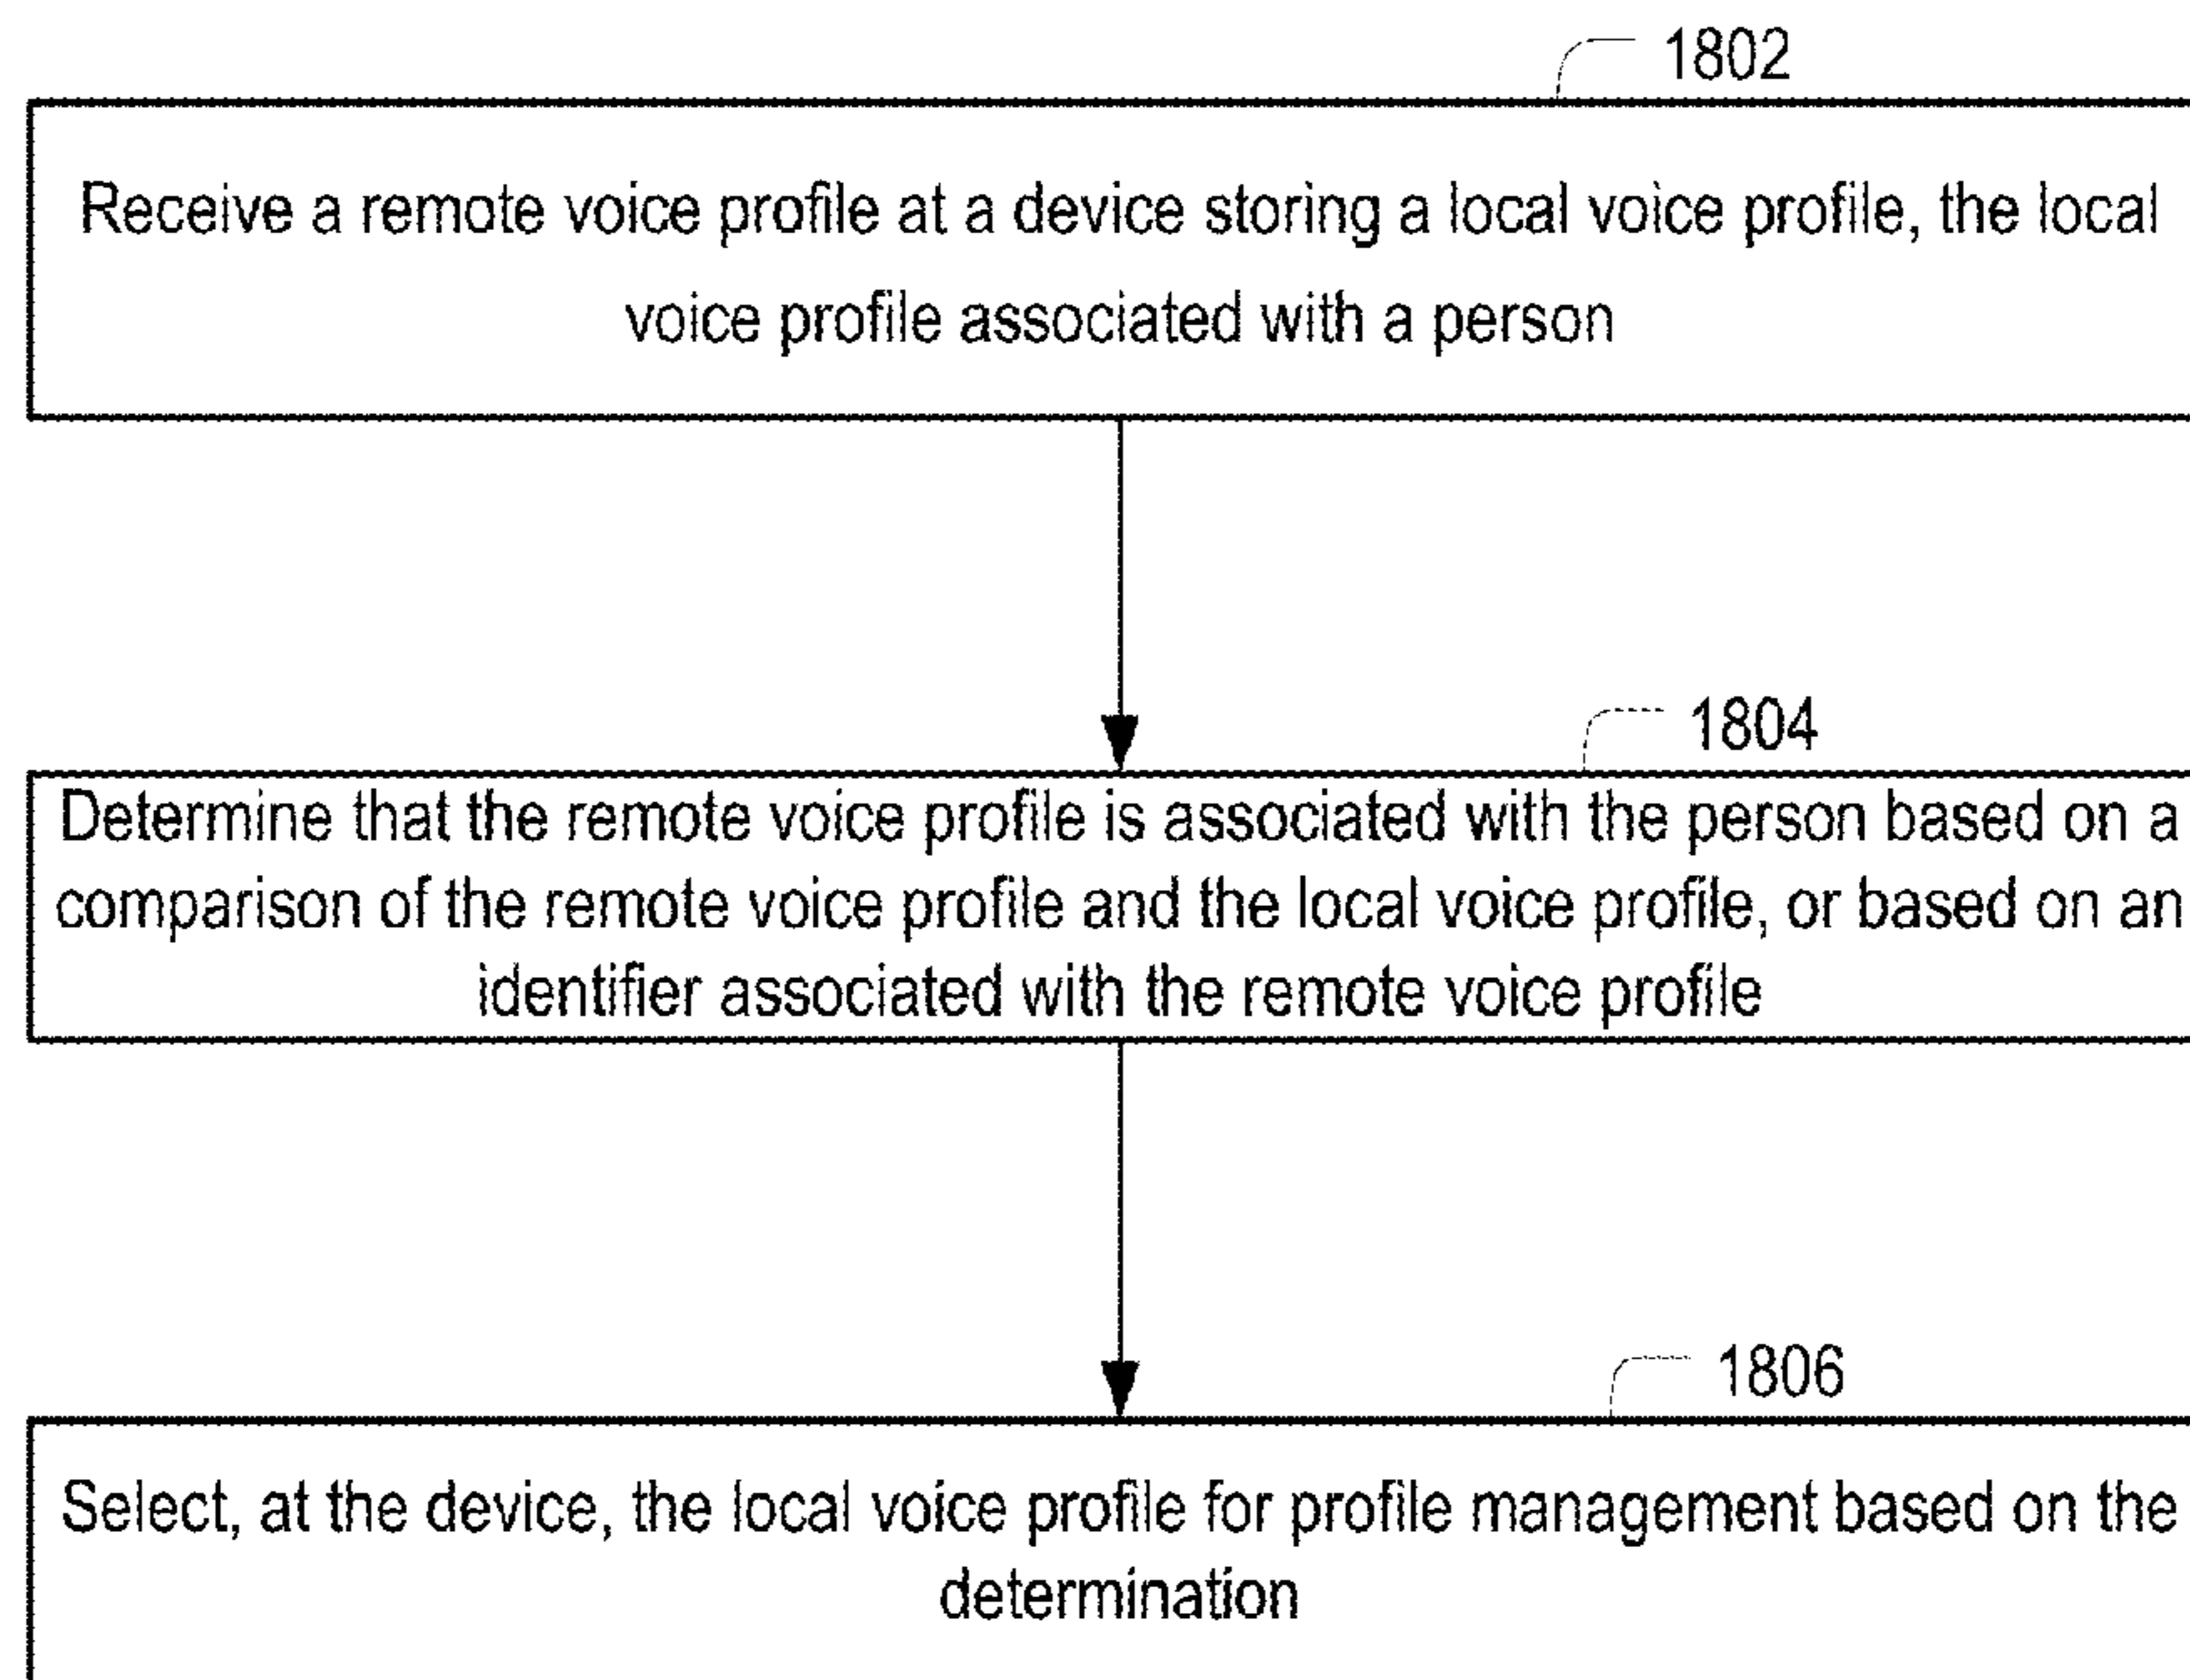 1802
Receive a remote voice profile at a device storing a local voice profile, the local
voice profile associated with a person
1804
Determine that the remote voice profile is associated with the person based on a
comparison of the remote voice profile and the local voice profile, or based on an
identifier associated with the remote voice profile
1806
Select, at the device, the local voice profile for profile management based on the
determination